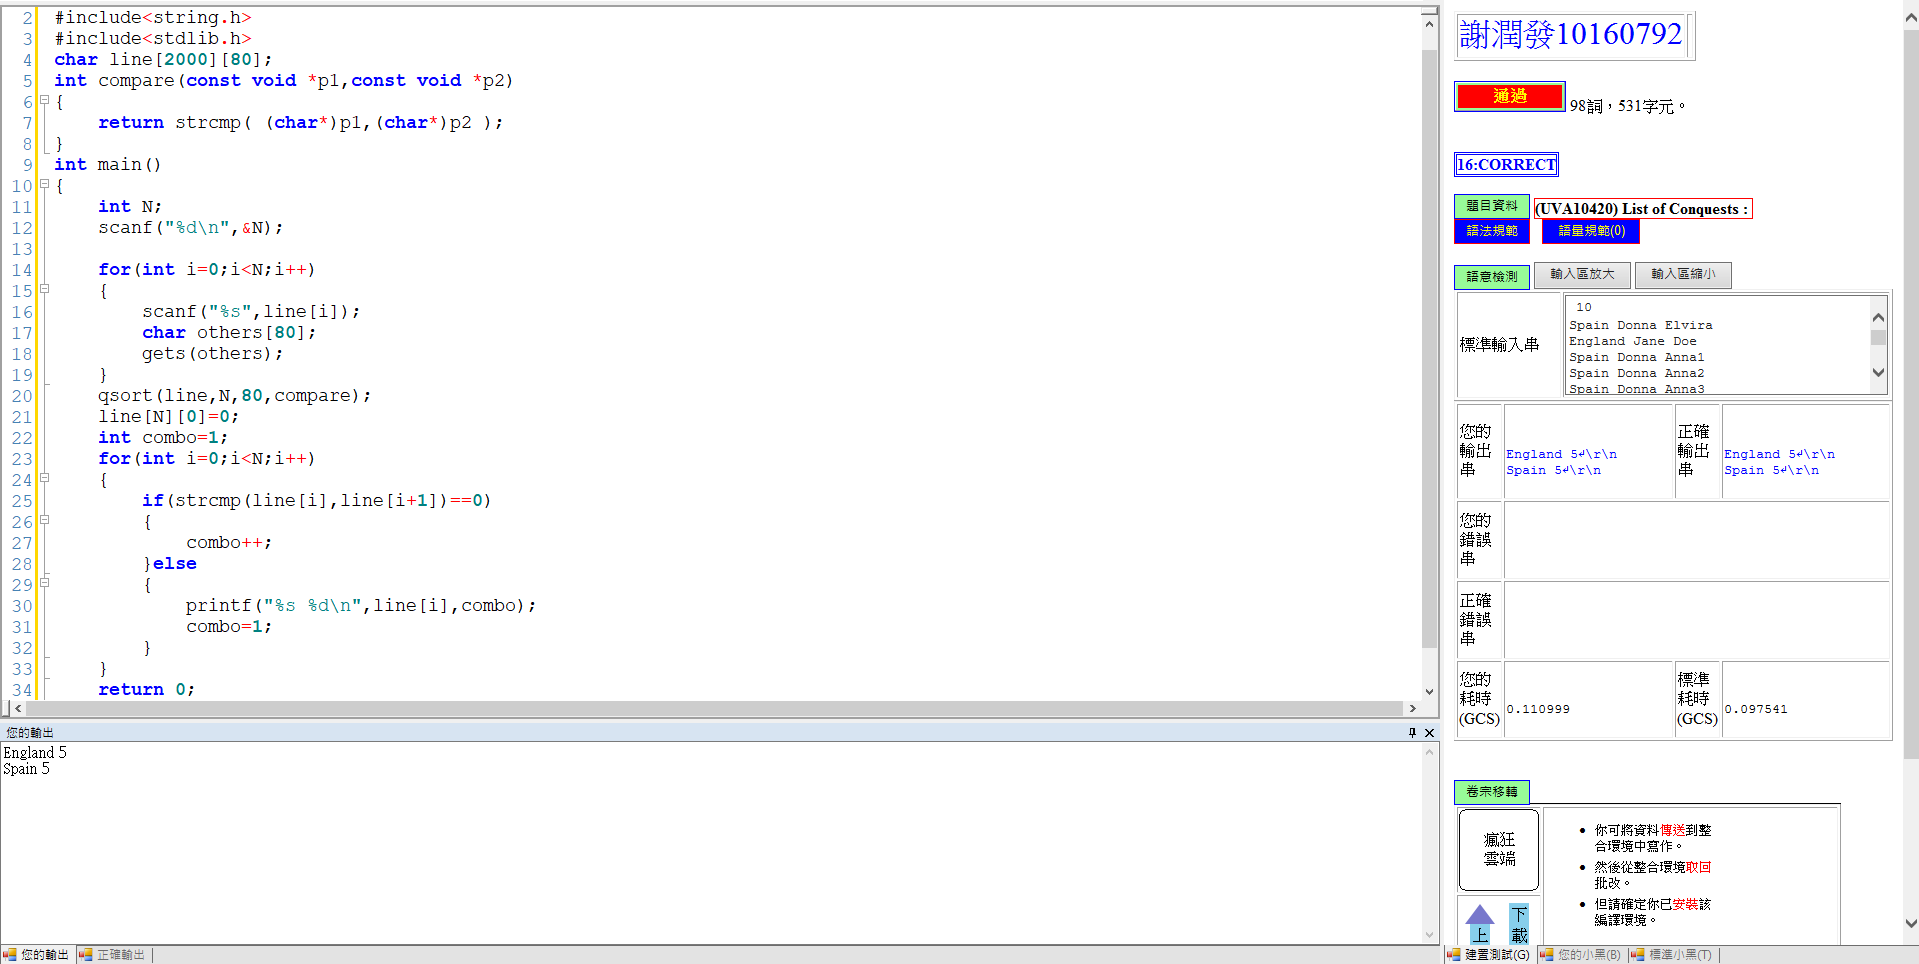 2 #include<string.h>
3 #include<stdlib.h>
4 char line[2000][80];
5 int compare(const void *p1,const void *p2)
6 {
7 return strcmp( (char*)p1,(char*)p2 );
8 }
9 int main()
10 {
11 int N;
12 scanf("%d\n",&N);
13
14 for(int i=0;i<N;i++)
15 {
16 scanf("%s",line[i]);
17 char others[80];
18 gets(others);
19 }
20 qsort(line,N,80,compare);
21 line[N][0]=0;
22 int combo=1;
23 for(int i=0;i<N;i++)
24 {
25 if(strcmp(line[i],line[i+1])==0)
26 {
27 combo++;
28 }else
29 {
30 printf("%s %d\n",line[i],combo);
31 combo=1;
32 }
33 }
34 return 0;
您的輸出
England 5
Spain 5
您的輸出 正確輸出
謝潤發10160792
通過 98詞，531字元。
16:CORRECT
題目資料 (UVA10420) List of Conquests :
語法規範 語量規範(0)
語意檢測 輸入區放大 輸入區縮小
標準輸入串
10
Spain Donna Elvira
England Jane Doe
Spain Donna Anna1
Spain Donna Anna2
Spain Donna Anna3
您的
輸出
串
England 5↵\r\n
Spain 5↵\r\n
正確
輸出
串
England 5↵\r\n
Spain 5↵\r\n
您的
錯誤
串
正確
錯誤
串
您的
耗時
(GCS)
0.110999
標準
耗時
(GCS)
0.097541
卷宗移轉
瘋狂
雲端
• 你可將資料傳送到整
合環境中寫作。
• 然後從整合環境取回
批改。
• 但請確定你已安裝該
編譯環境。
上
下
載
建置測試(G) 您的小黑(B) 標準小黑(T)